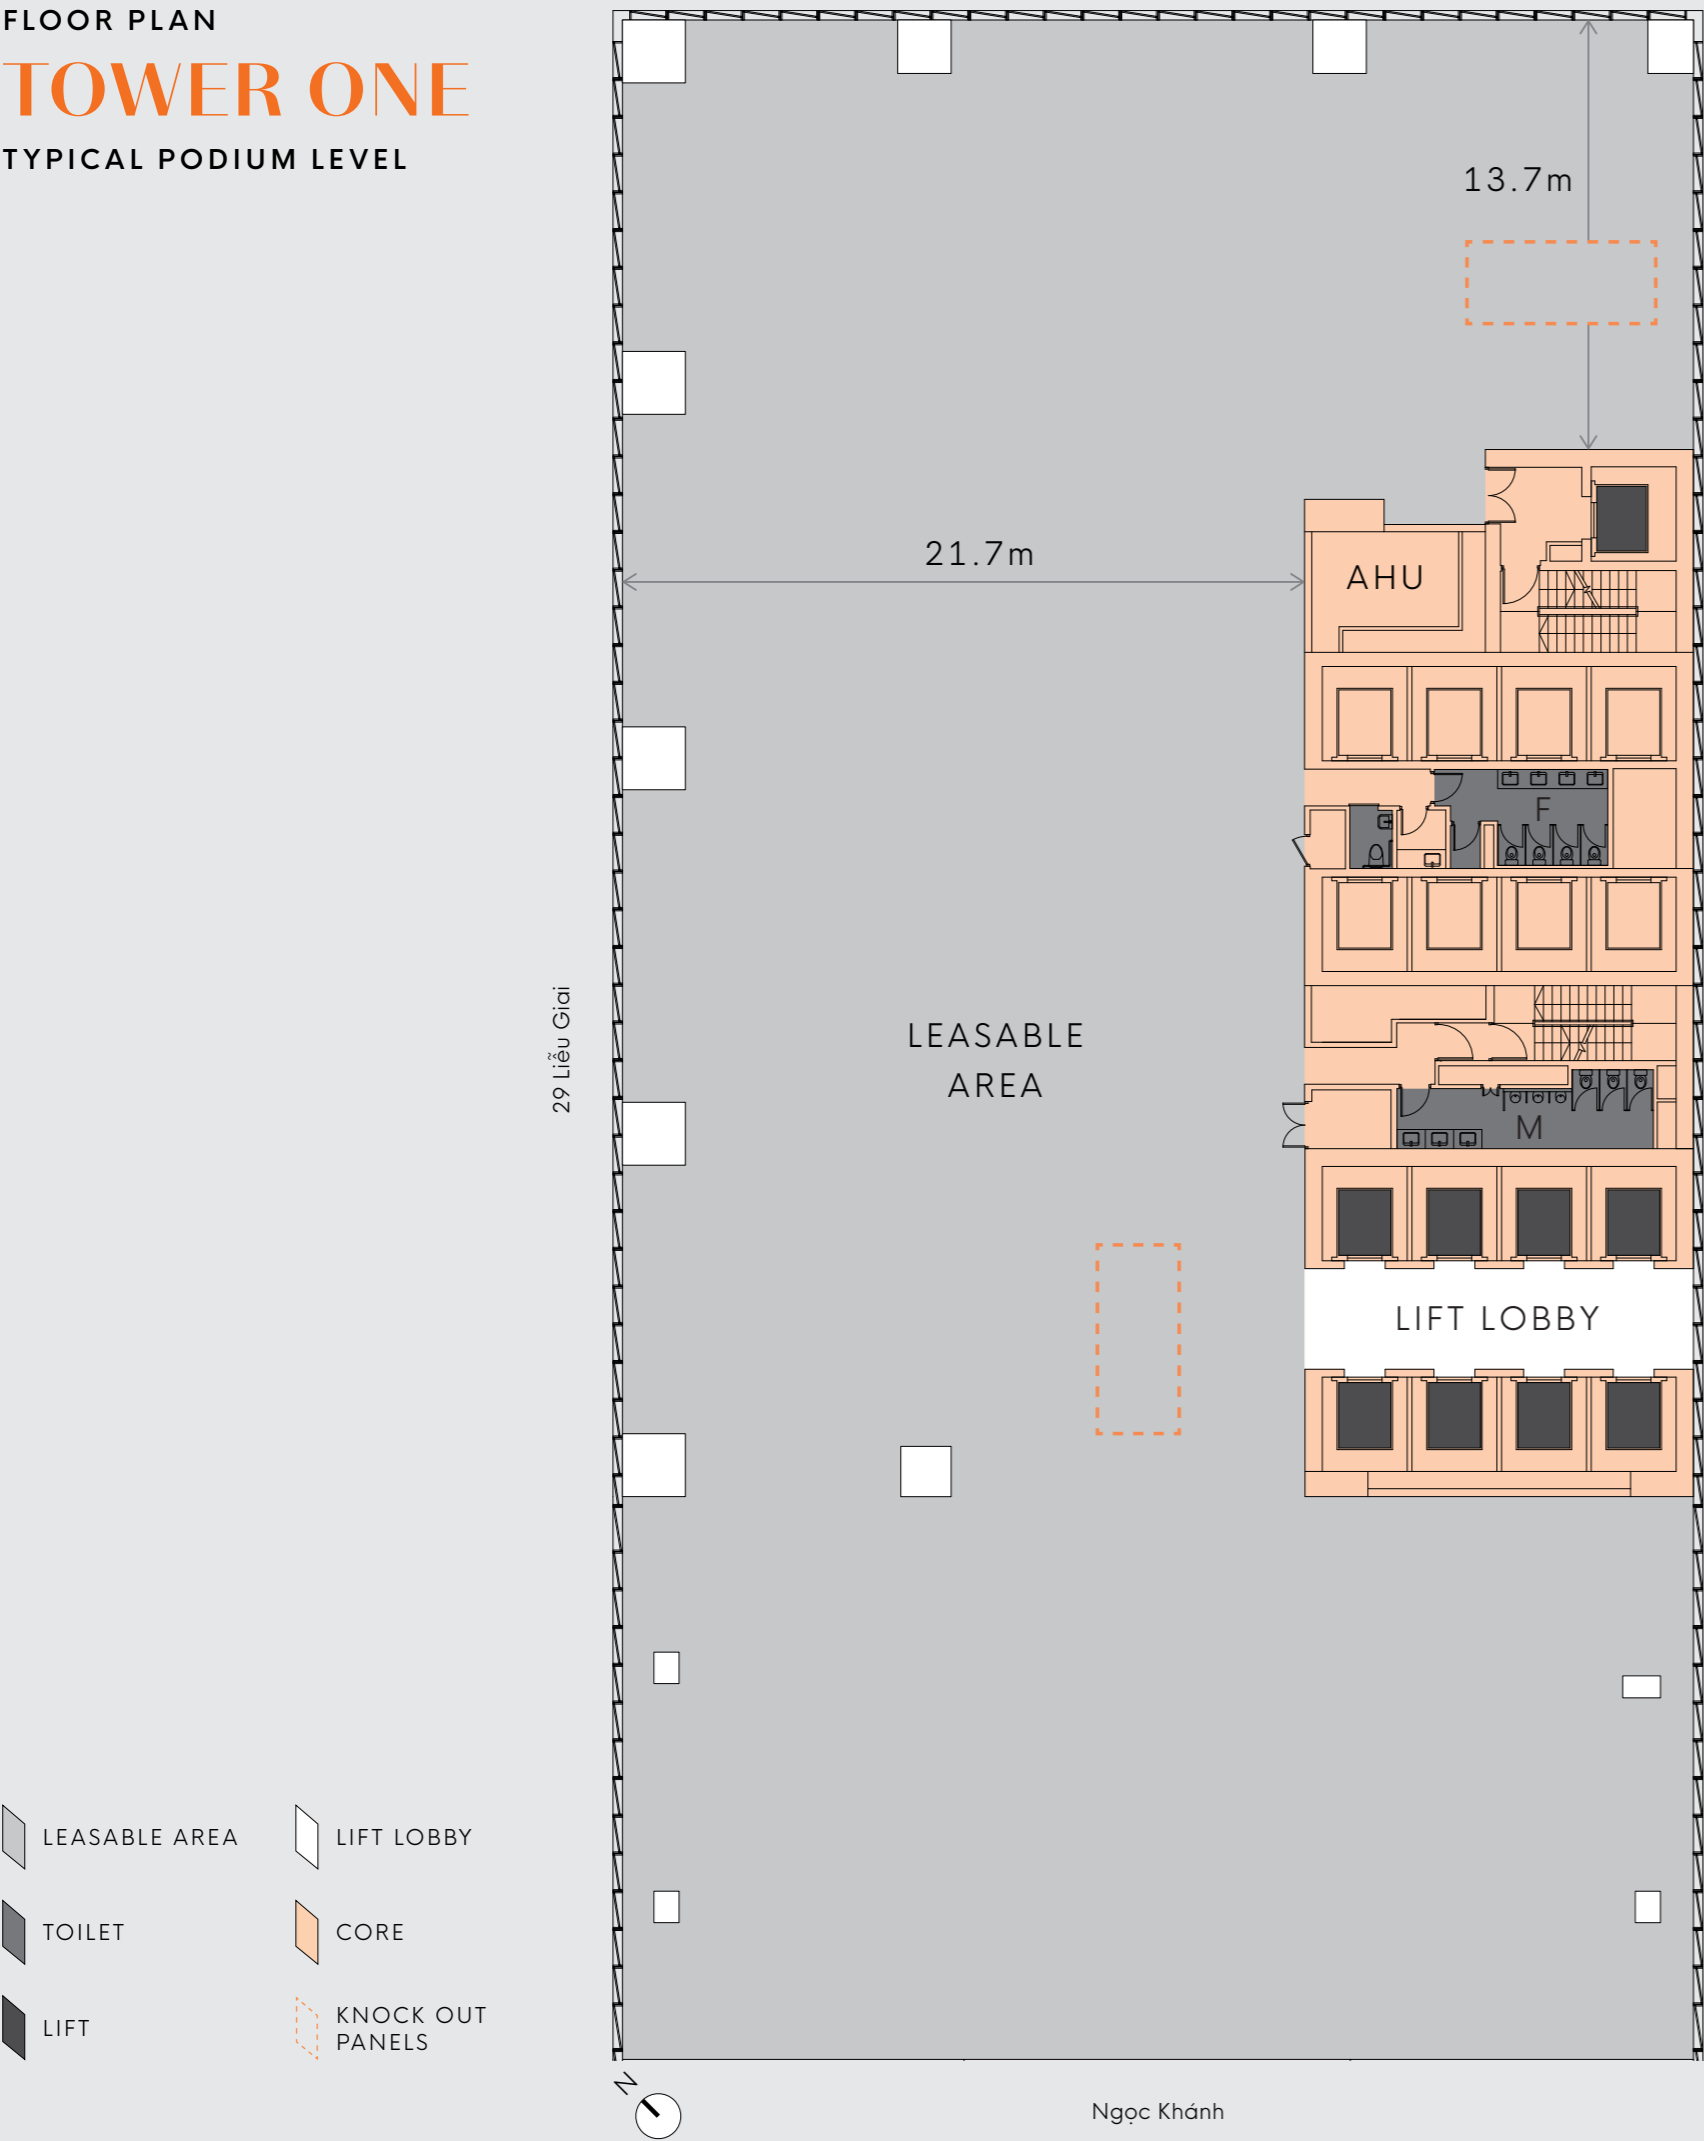 FLOOR PLAN
TOWER ONE
TYPICAL PODIUM LEVEL
13.7m
21.7m
AHU
F
29 Liễu Giai
LEASABLE
AREA
M
LIFT LOBBY
LEASABLE AREA
LIFT LOBBY
TOILET
CORE
LIFT
KNOCK OUT
PANELS
N
Ngọc Khánh